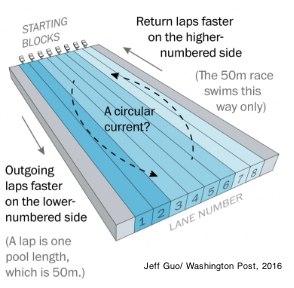 STARTING
BLOCKS
Return laps faster
on the higher-
numbered side
(The 50m race
swims this
way only)
A circular
current?
Outgoing
laps faster
on the lower-
numbered side
(A lap is one
pool length,
which is 50m.)
1 2 3 4 5 6 7 8
LANE NUMBER
Jeff Guo/ Washington Post, 2016